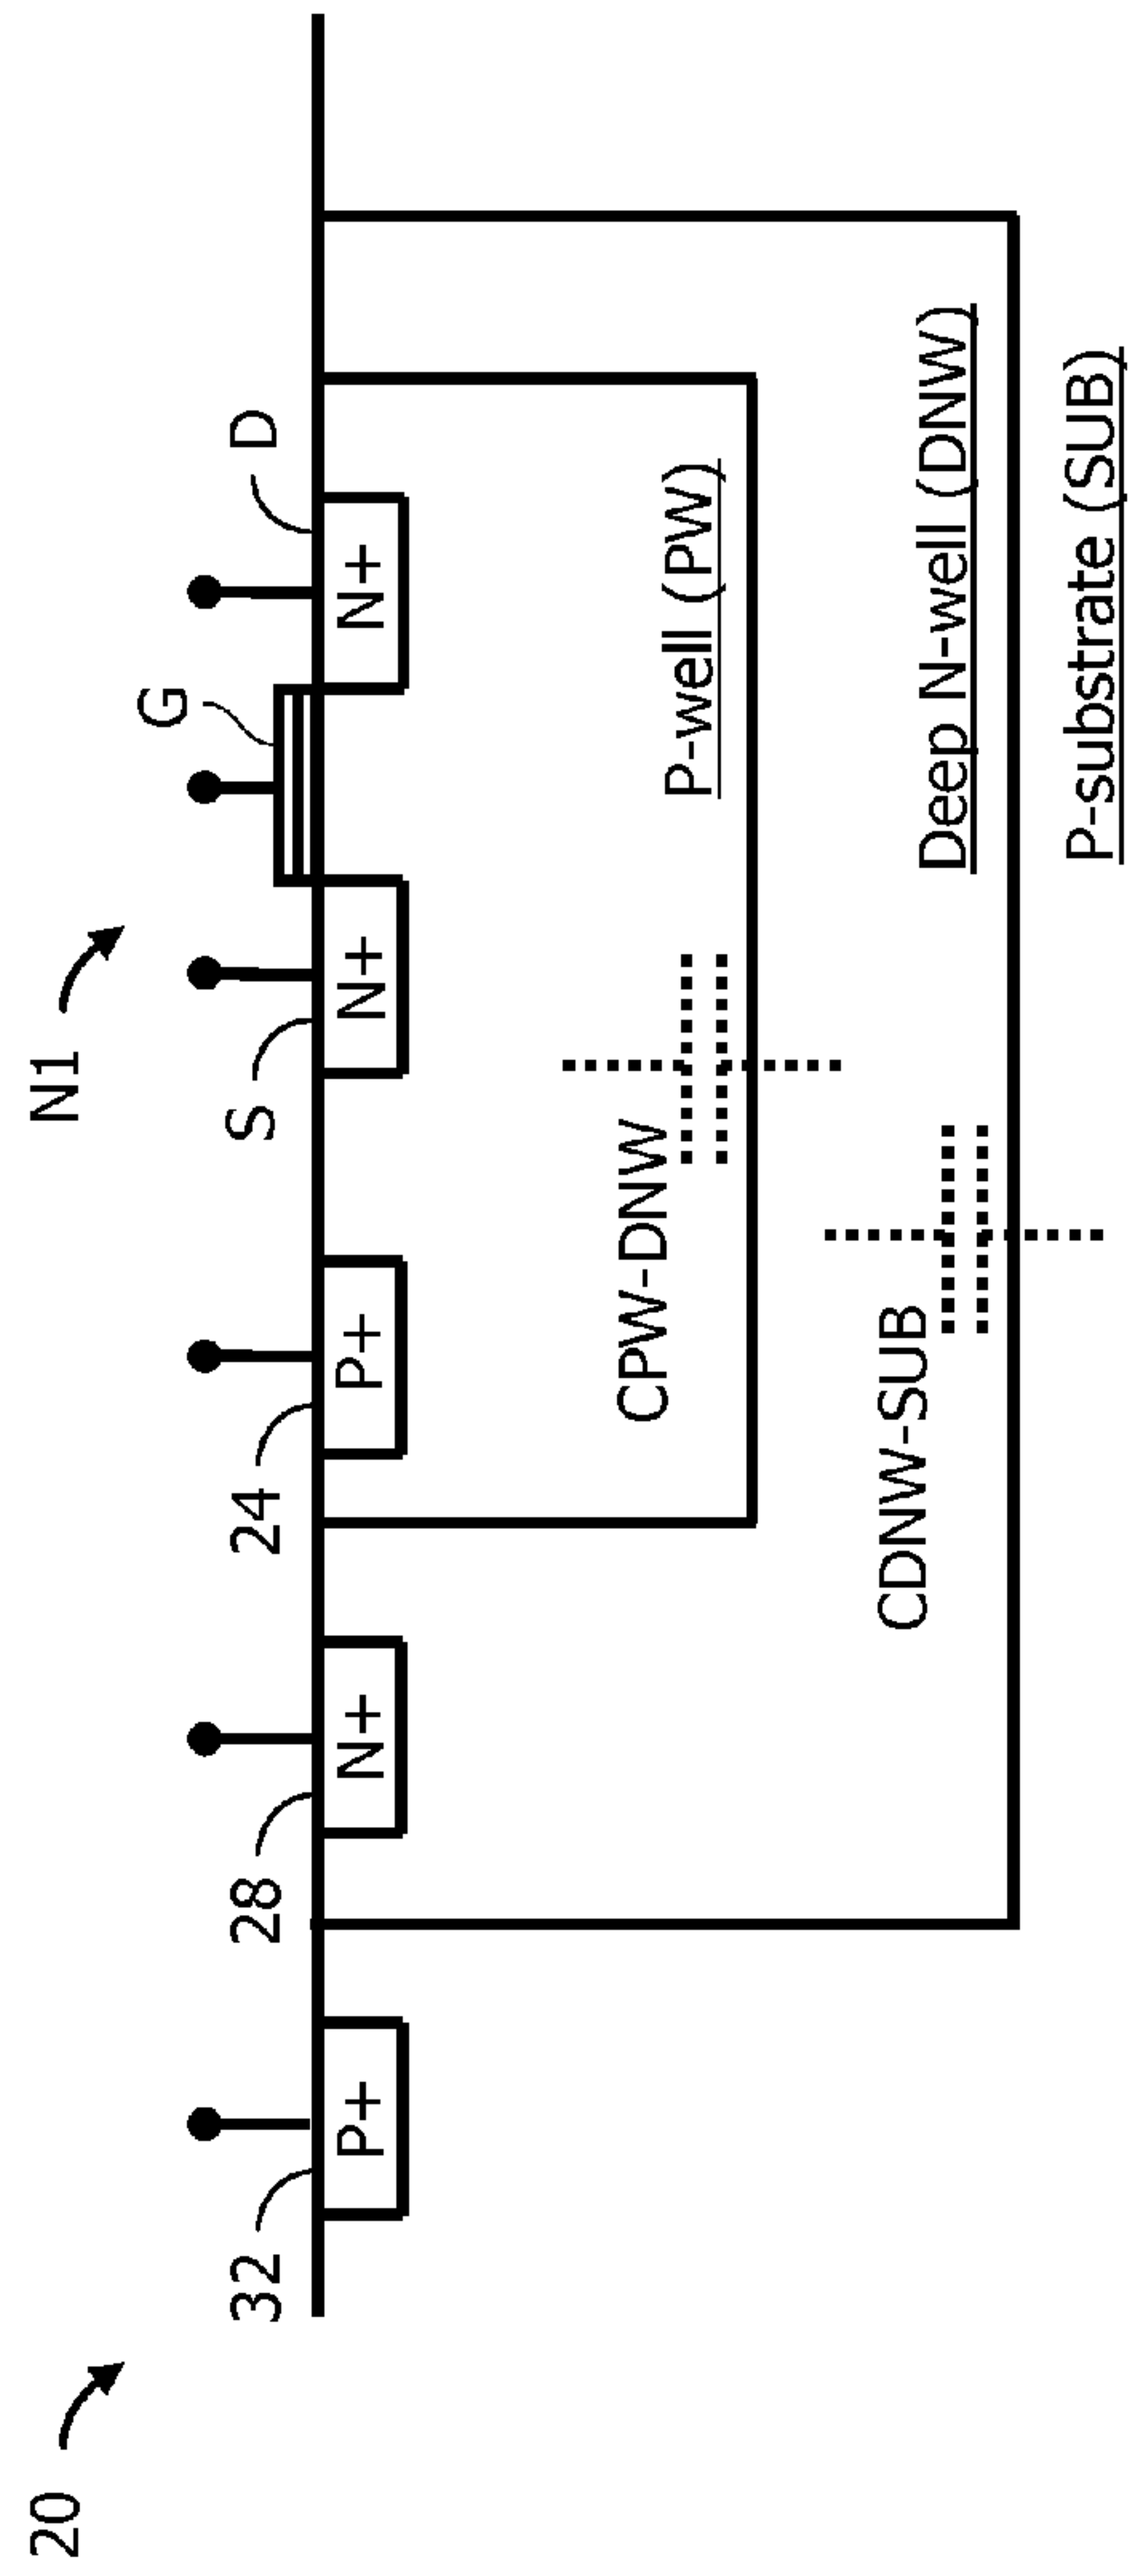 20
N1
G
32
28
24
S
D
P+
N+
P+
N+
N+
CPW-DNW
P-well (PW)
CDNW-SUB
Deep N-well (DNW)
P-substrate (SUB)